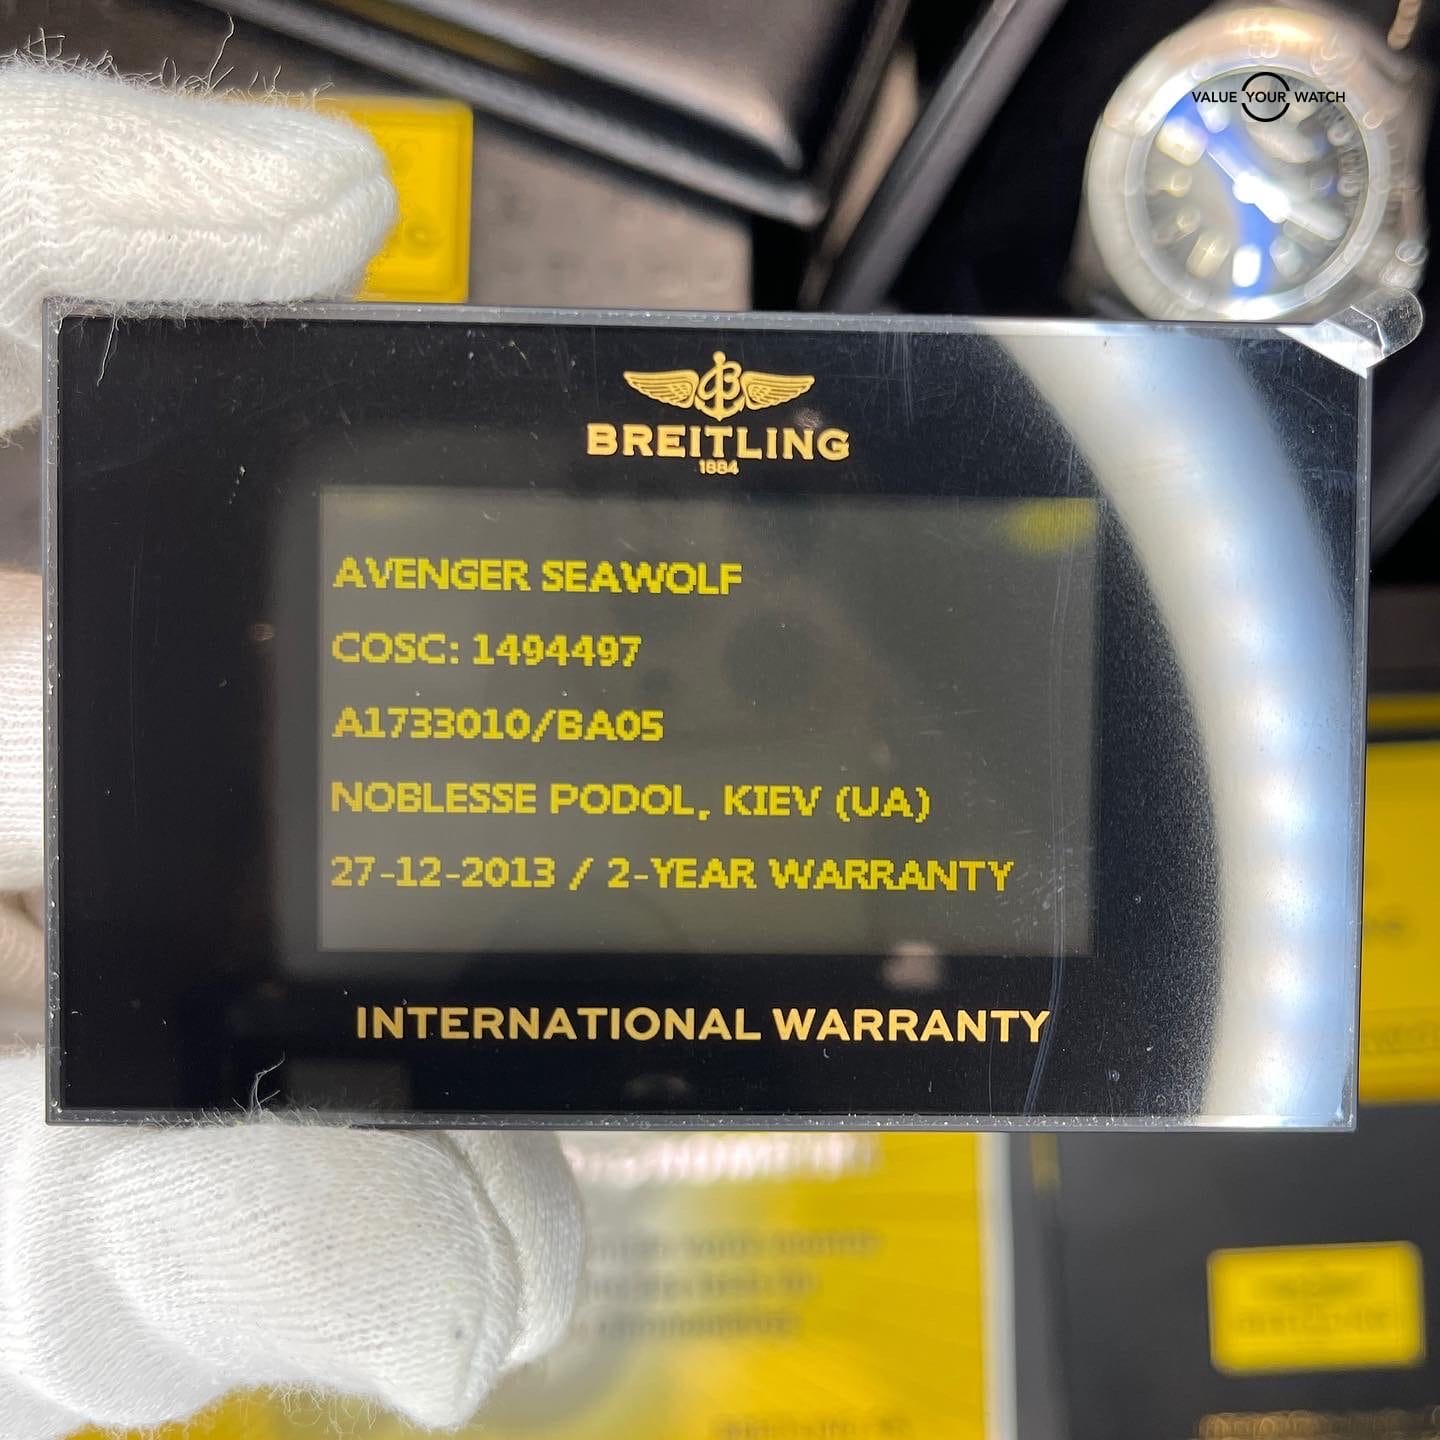 VALUE YOUR WATCH
BREITLING
1884
AVENGER SEAWOLF
COSC: 1494497
A1733010/BA05
NOBLESSE PODOL, KIEV (UA)
27-12-2013 / 2-YEAR WARRANTY
INTERNATIONAL WARRANTY